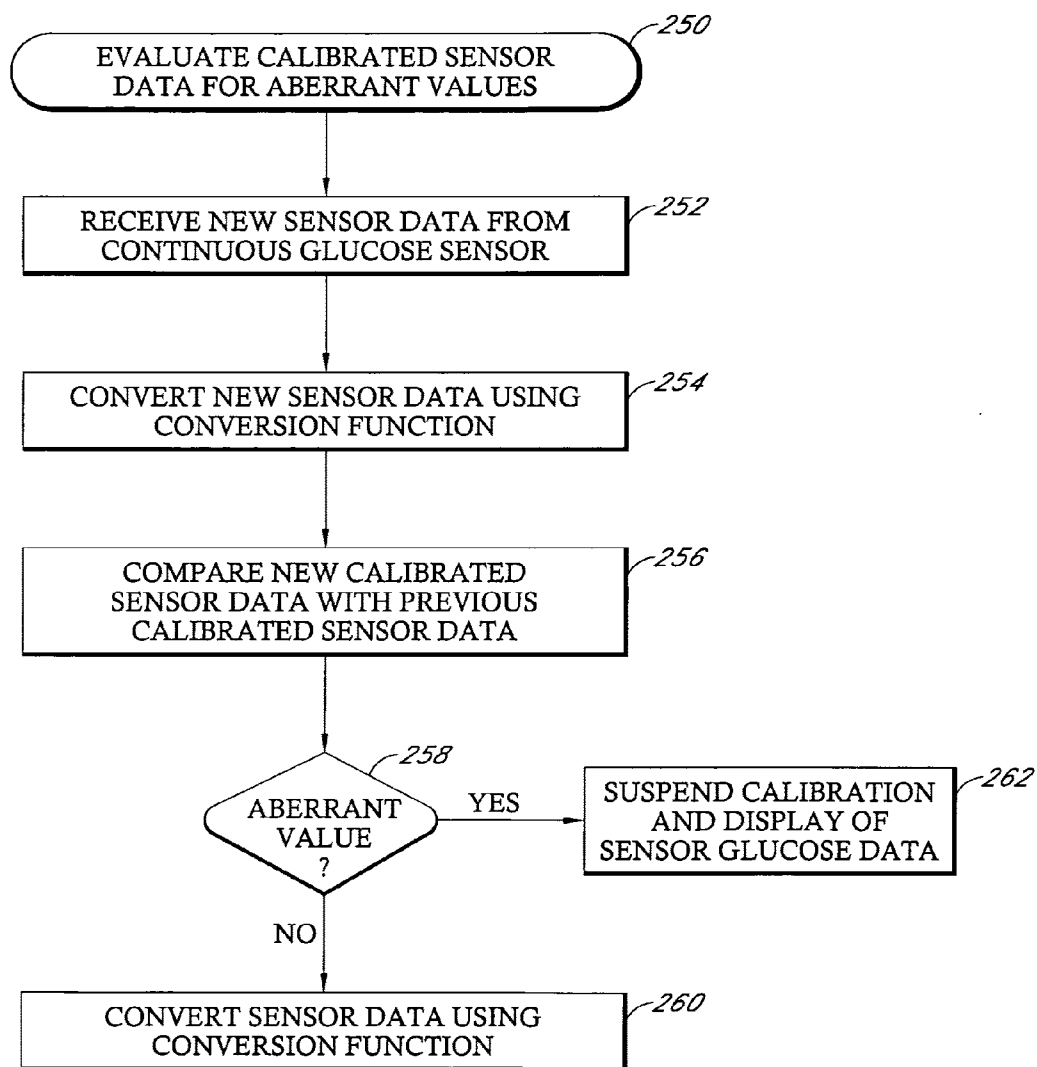 250
EVALUATE CALIBRATED SENSOR
DATA FOR ABERRANT VALUES
252
RECEIVE NEW SENSOR DATA FROM
CONTINUOUS GLUCOSE SENSOR
254
CONVERT NEW SENSOR DATA USING
CONVERSION FUNCTION
256
COMPARE NEW CALIBRATED
SENSOR DATA WITH PREVIOUS
CALIBRATED SENSOR DATA
258
ABERRANT
VALUE
?
YES
262
SUSPEND CALIBRATION
AND DISPLAY OF
SENSOR GLUCOSE DATA
NO
260
CONVERT SENSOR DATA USING
CONVERSION FUNCTION